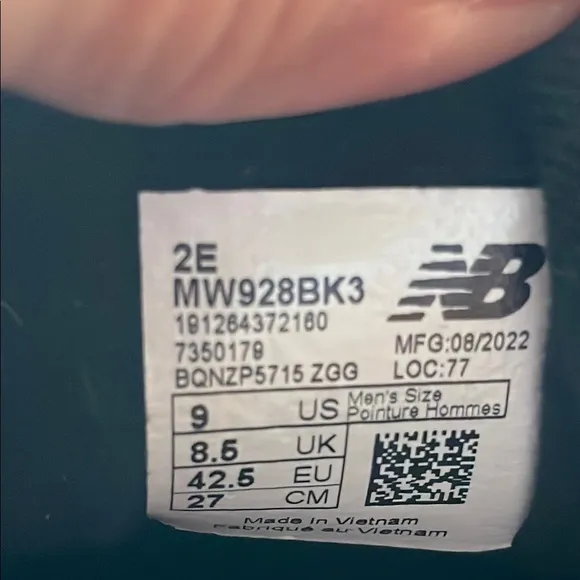 2E
MW928BK3
191264372160
7350179
BQNZP5715 ZGG
NB
MFG:08/2022
LOC:77
9 US Men's Size
Pointure Hommes
8.5 UK
42.5 EU
27 CM
Made In Vietnam
Fabriqué au Vietnam